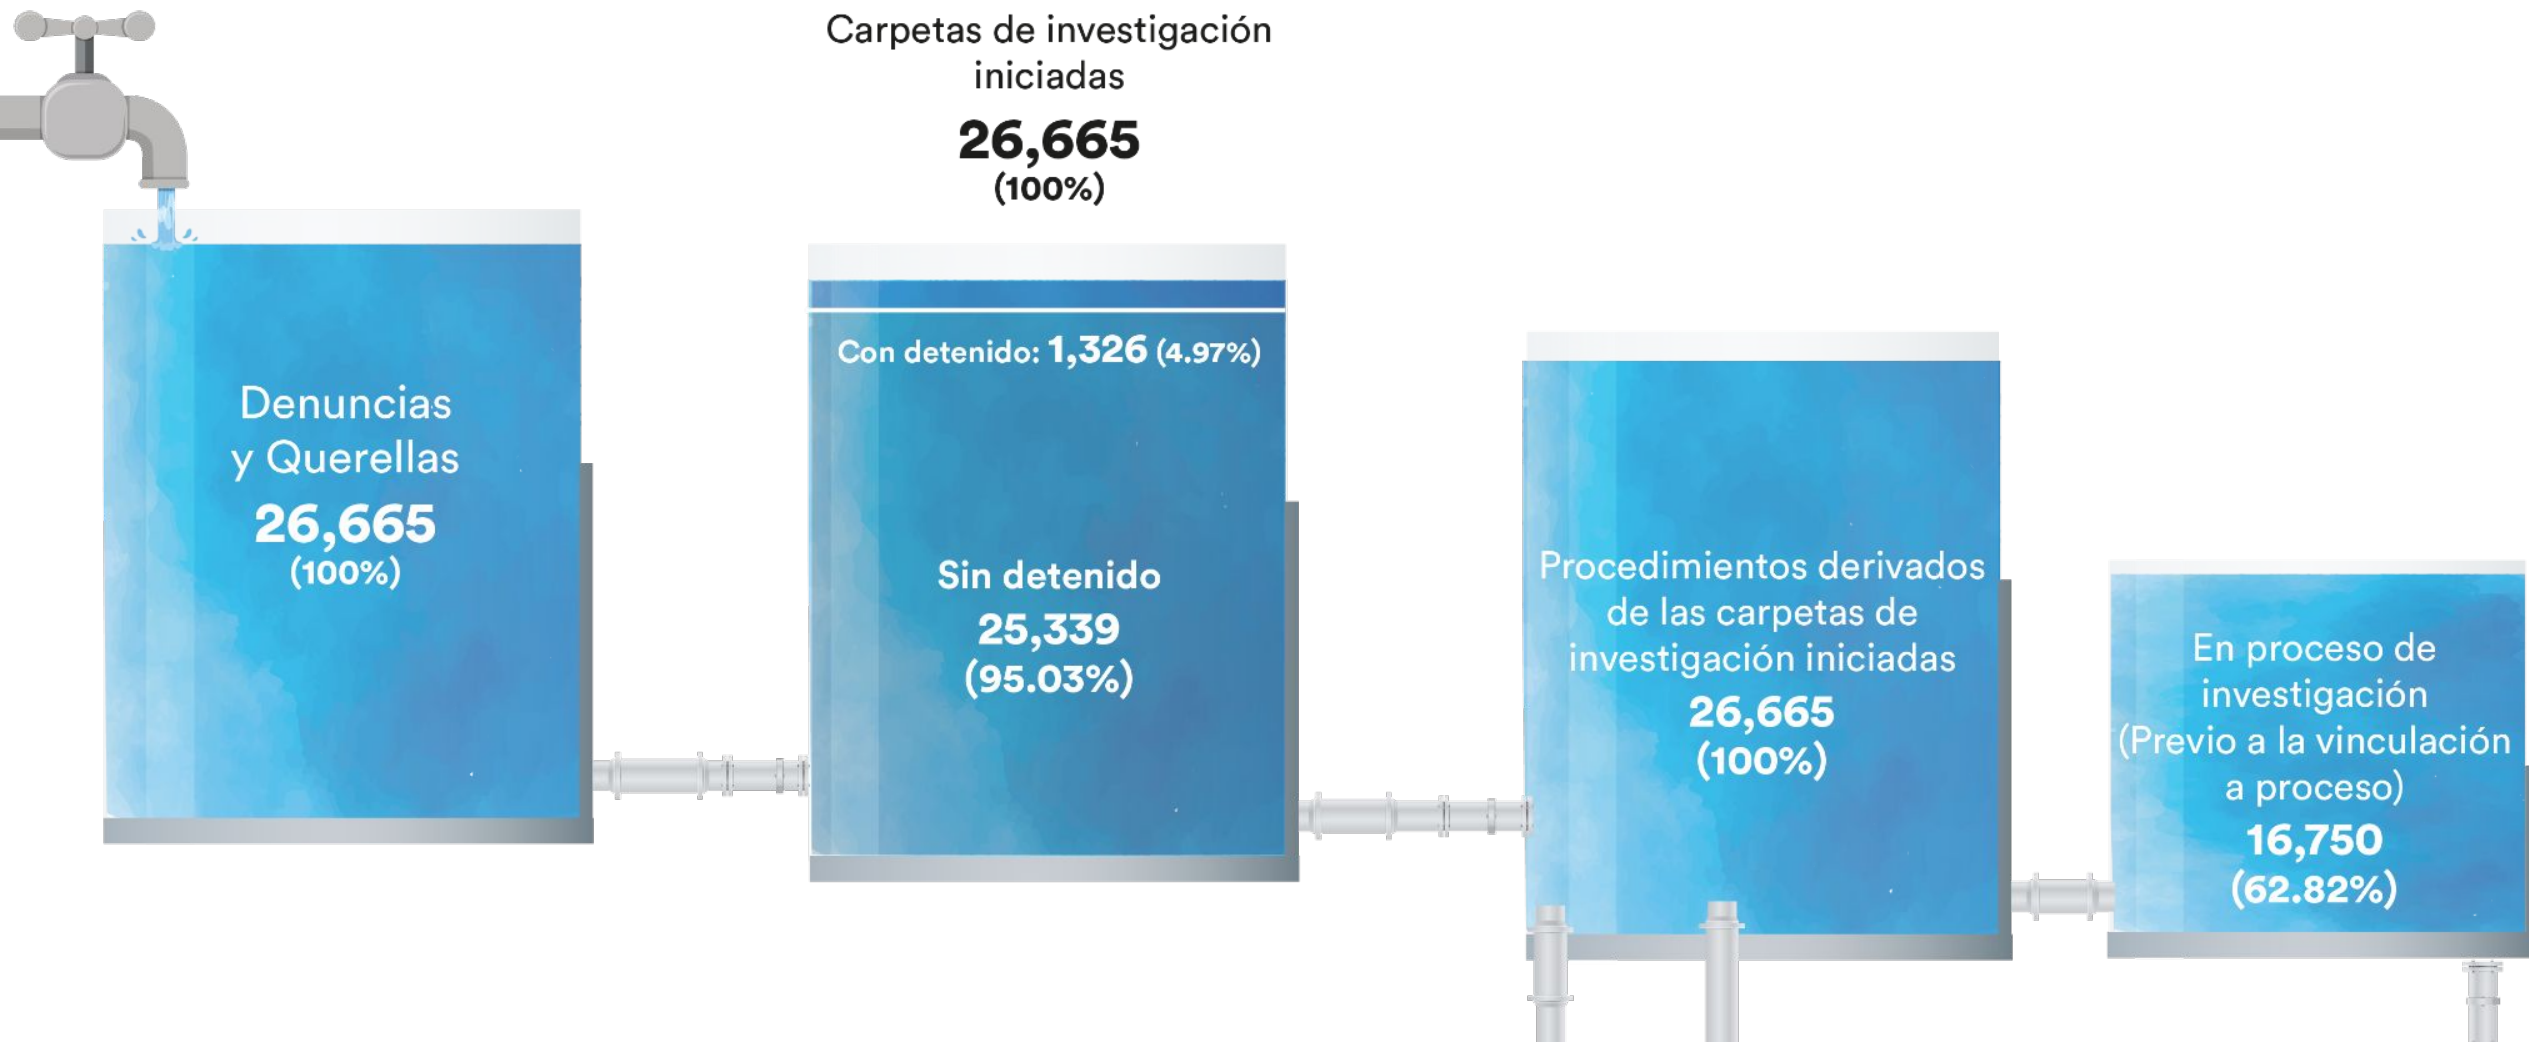 Carpetas de investigación
iniciadas
26,665
(100%)
Denuncias
y Querellas
26,665
(100%)
Con detenido: 1,326 (4.97%)
Sin detenido
25,339
(95.03%)
Procedimientos derivados
de las carpetas de
investigación iniciadas
26,665
(100%)
En proceso de
investigación
(Previo a la vinculación
a proceso)
16,750
(62.82%)